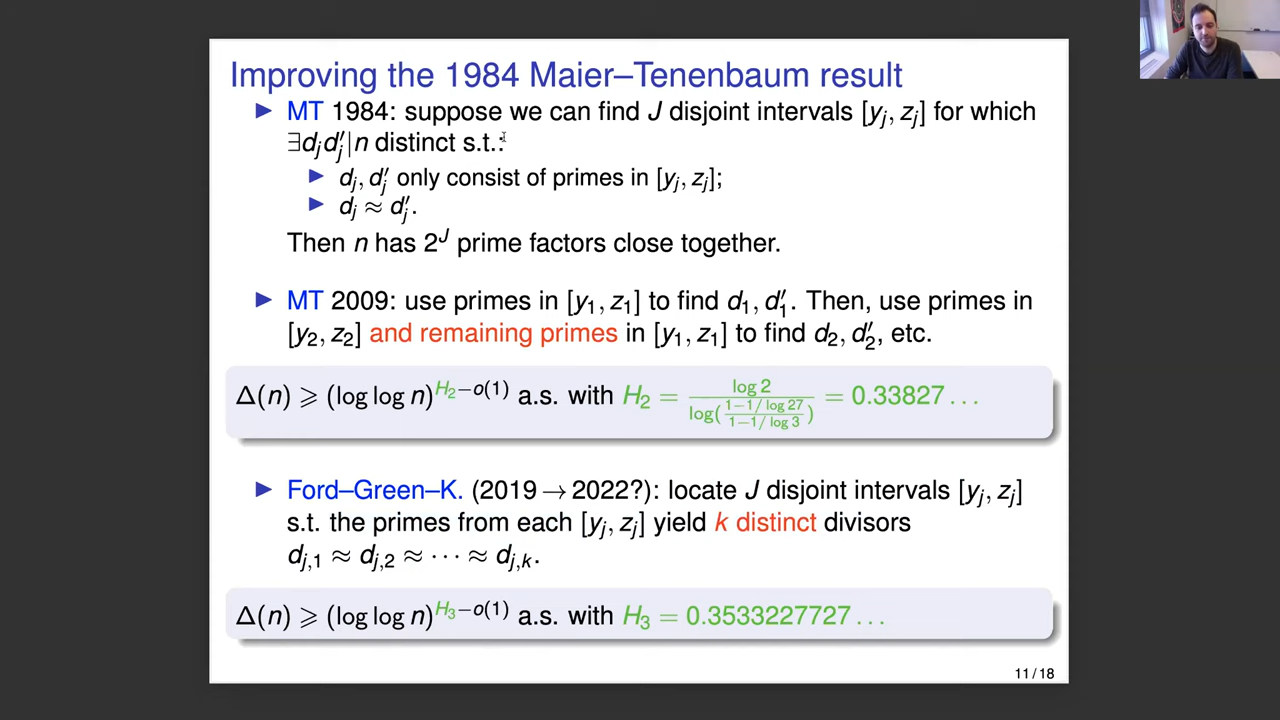 Improving the 1984 Maier–Tenenbaum result
▶ MT 1984: suppose we can find J disjoint intervals [y_j, z_j] for which
∃d_j d′_j|n distinct s.t.:
▶ d_j, d′_j only consist of primes in [y_j, z_j];
▶ d_j ≈ d′_j.
Then n has 2^J prime factors close together.
▶ MT 2009: use primes in [y_1, z_1] to find d_1, d′_1. Then, use primes in
[y_2, z_2] and remaining primes in [y_1, z_1] to find d_2, d′_2, etc.
Δ(n) ⩾ (log log n)^{H_2−o(1)} a.s. with H_2 = \frac{log 2}{log(\frac{1−1/ log 27}{1−1/ log 3})} = 0.33827 . . .
▶ Ford–Green–K. (2019 → 2022?): locate J disjoint intervals [y_j, z_j]
s.t. the primes from each [y_j, z_j] yield k distinct divisors
d_{j,1} ≈ d_{j,2} ≈ · · · ≈ d_{j,k}.
Δ(n) ⩾ (log log n)^{H_3−o(1)} a.s. with H_3 = 0.3533227727 . . .
11 / 18